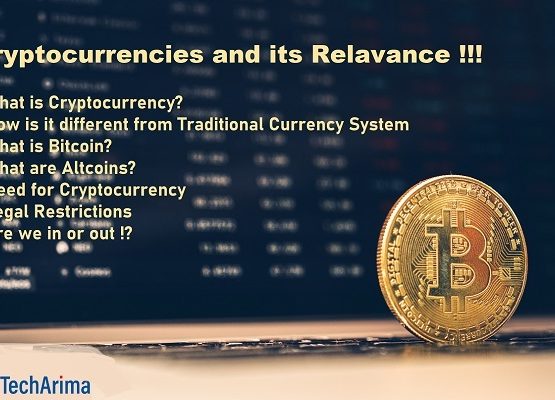 ryptocurrencies and its Relavance !!!
hat is Cryptocurrency?
ow is it different from Traditional Currency System
hat is Bitcoin?
hat are Altcoins?
eed for Cryptocurrency
egal Restrictions
re we in or out !?
TechArima